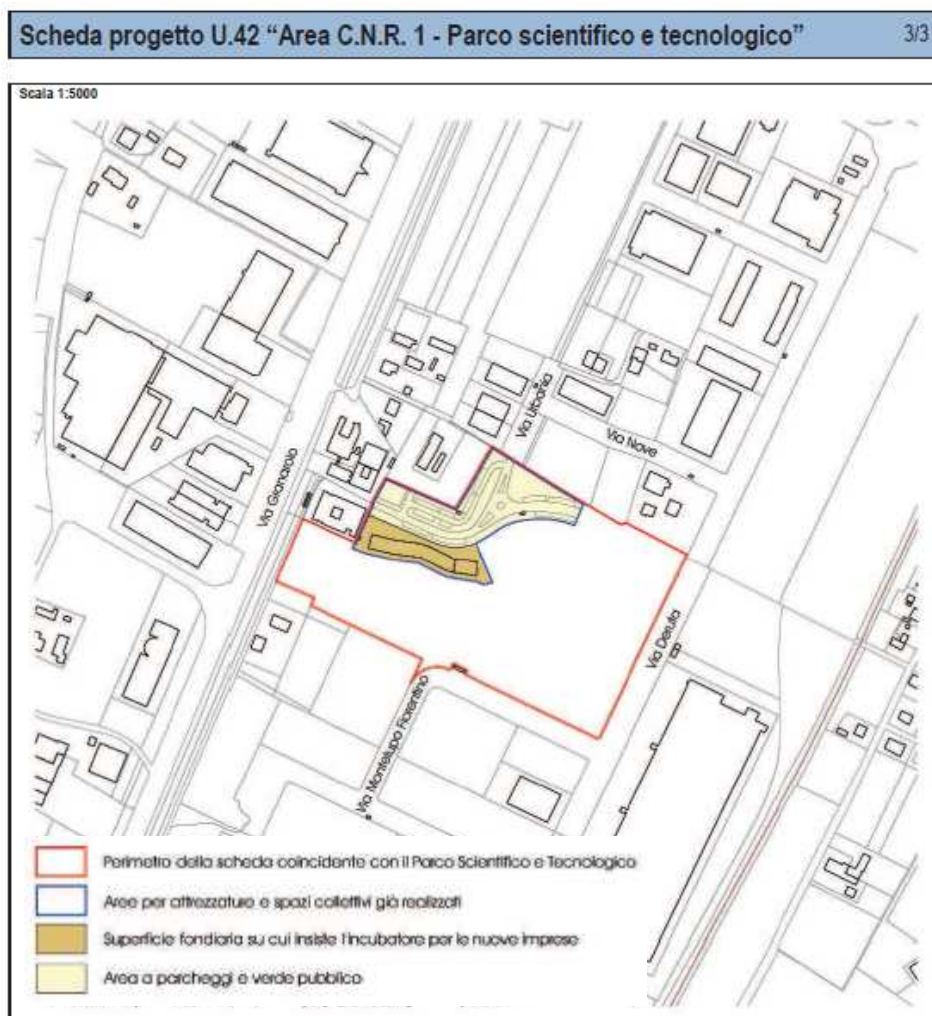 Scheda progetto U.42 “Area C.N.R. 1 - Parco scientifico e tecnologico” 3/3
Scala 1:5000
Via Urbania
Via Nove
Via Granarolo
Via Deruta
Via Montelupo Fiorentino
Perimetro della scheda coincidente con il Parco Scientifico e Tecnologico
Aree per attrezzature e spazi collettivi già realizzati
Superficie fondiaria su cui insiste l'incubatore per le nuove imprese
Area a parcheggi e verde pubblico